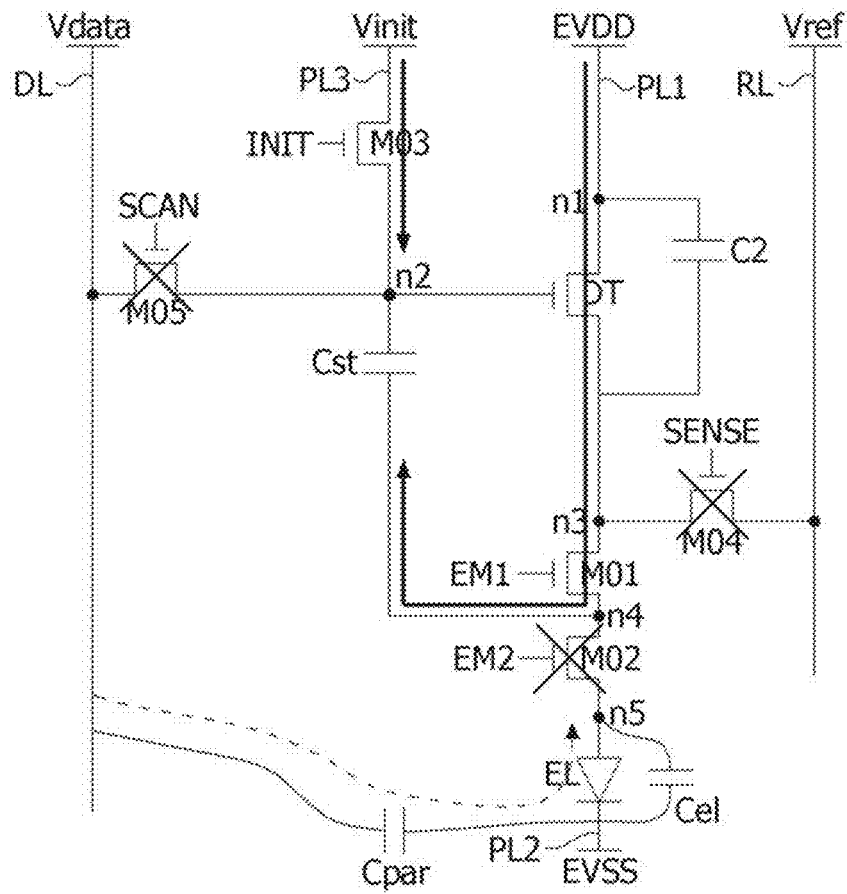 Vdata Vinit EVDD Vref
DL PL3 PL1 RL
INIT M03
n1
SCAN
C2
n2
M05 DT
Cst
SENSE
n3
M04
EM1 M01
n4
EM2 M02
n5
EL
Cel
PL2
Cpar EVSS